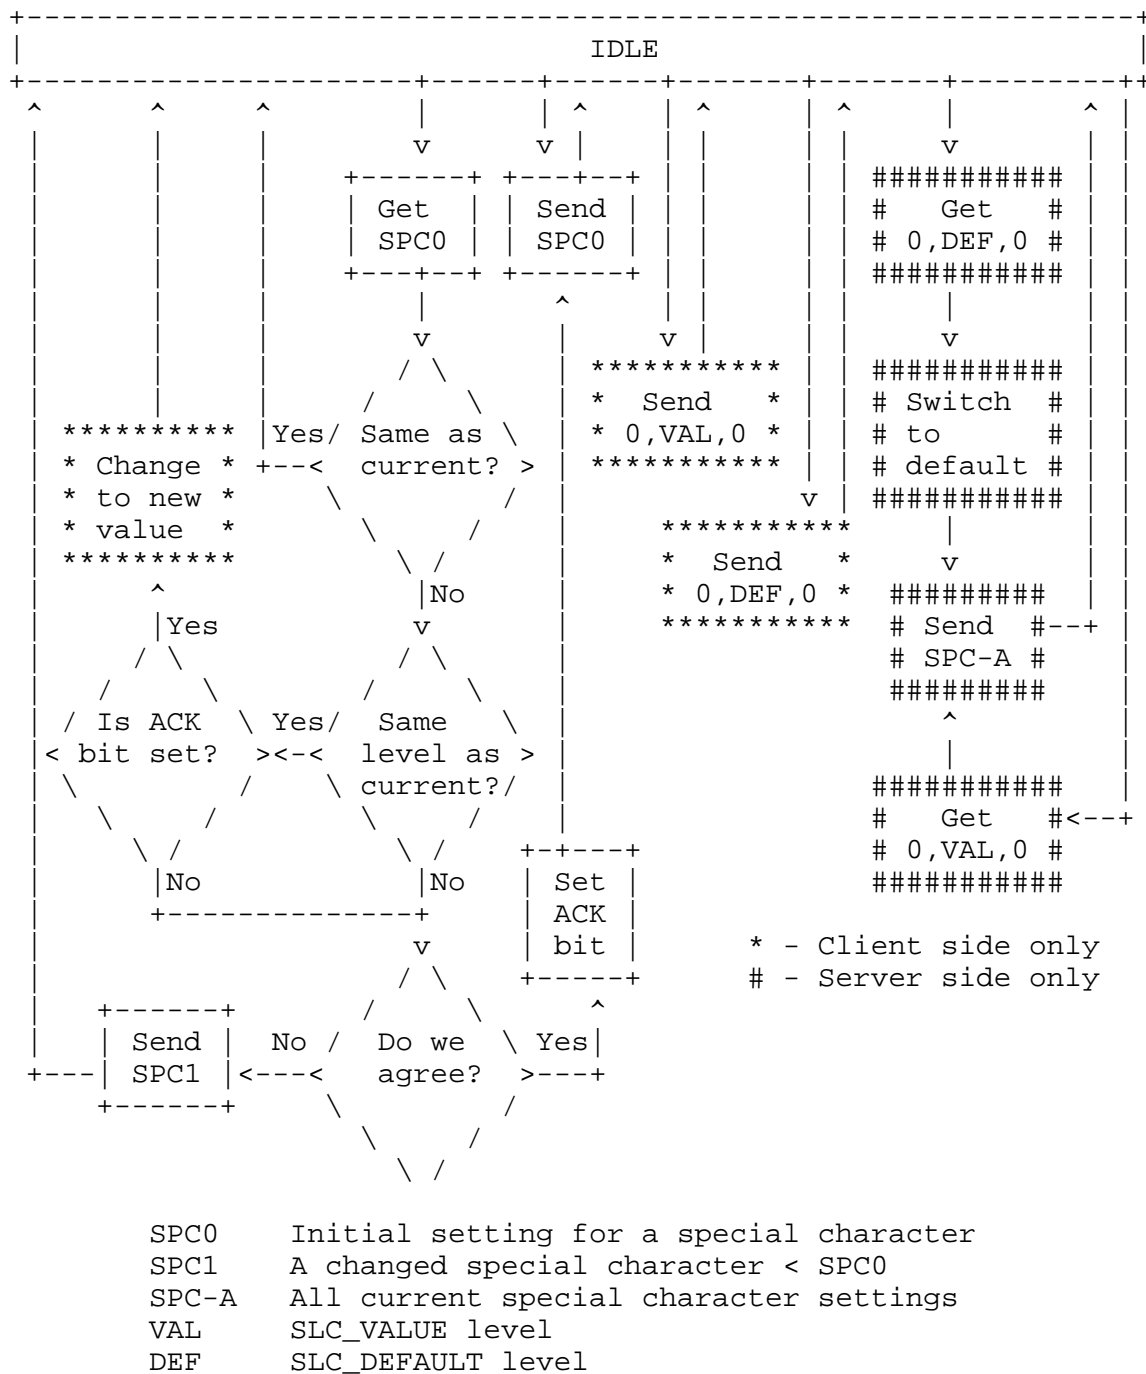 IDLE
Get
SPC0
Send
SPC0
Get
0,DEF,0
Send
0,VAL,0
Switch
to
default
Yes
Same as
current?
Change
to new
value
No
Send
0,DEF,0
Send
SPC-A
Yes
Is ACK
bit set?
Yes
Same
level as
current?
Get
0,VAL,0
No
No
Set
ACK
bit
* - Client side only
# - Server side only
Send
SPC1
No
Do we
agree?
Yes
SPC0 Initial setting for a special character
SPC1 A changed special character < SPC0
SPC-A All current special character settings
VAL SLC_VALUE level
DEF SLC_DEFAULT level